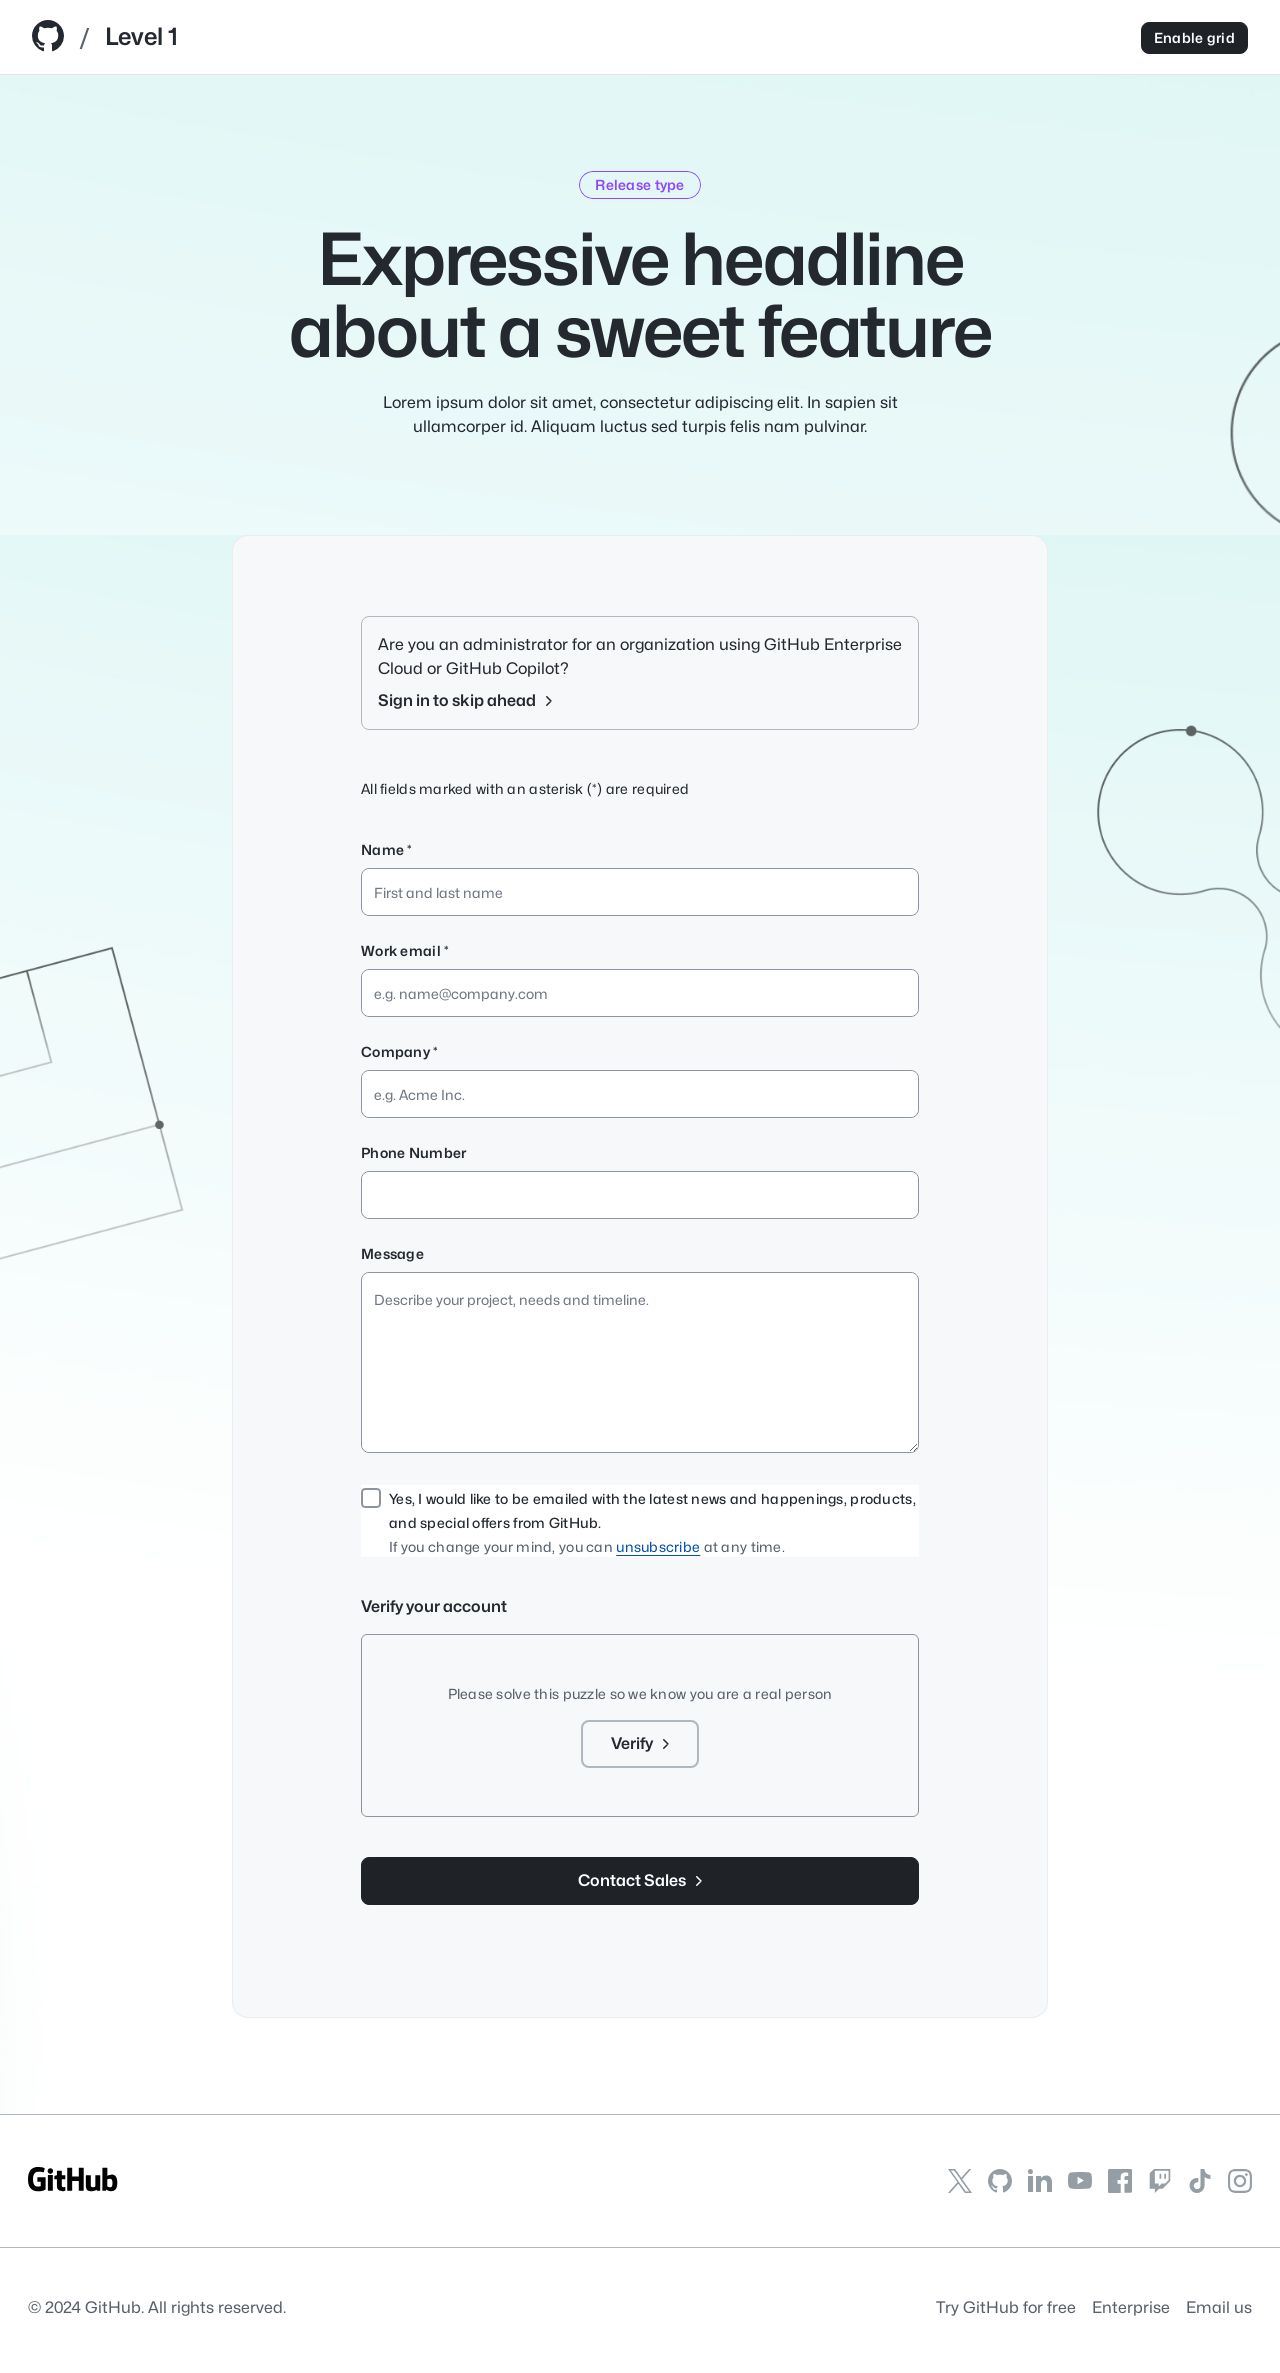 / Level 1
Enable grid
Release type
Expressive headline
about a sweet feature
Lorem ipsum dolor sit amet, consectetur adipiscing elit. In sapien sit
ullamcorper id. Aliquam luctus sed turpis felis nam pulvinar.
Are you an administrator for an organization using GitHub Enterprise
Cloud or GitHub Copilot?
Sign in to skip ahead
All fields marked with an asterisk (*) are required
Name *
First and last name
Work email *
e.g. name@company.com
Company *
e.g. Acme Inc.
Phone Number
Message
Describe your project, needs and timeline.
Yes, I would like to be emailed with the latest news and happenings, products,
and special offers from GitHub.
If you change your mind, you can unsubscribe at any time.
Verify your account
Please solve this puzzle so we know you are a real person
Verify
Contact Sales
GitHub
© 2024 GitHub. All rights reserved.
Try GitHub for free Enterprise Email us